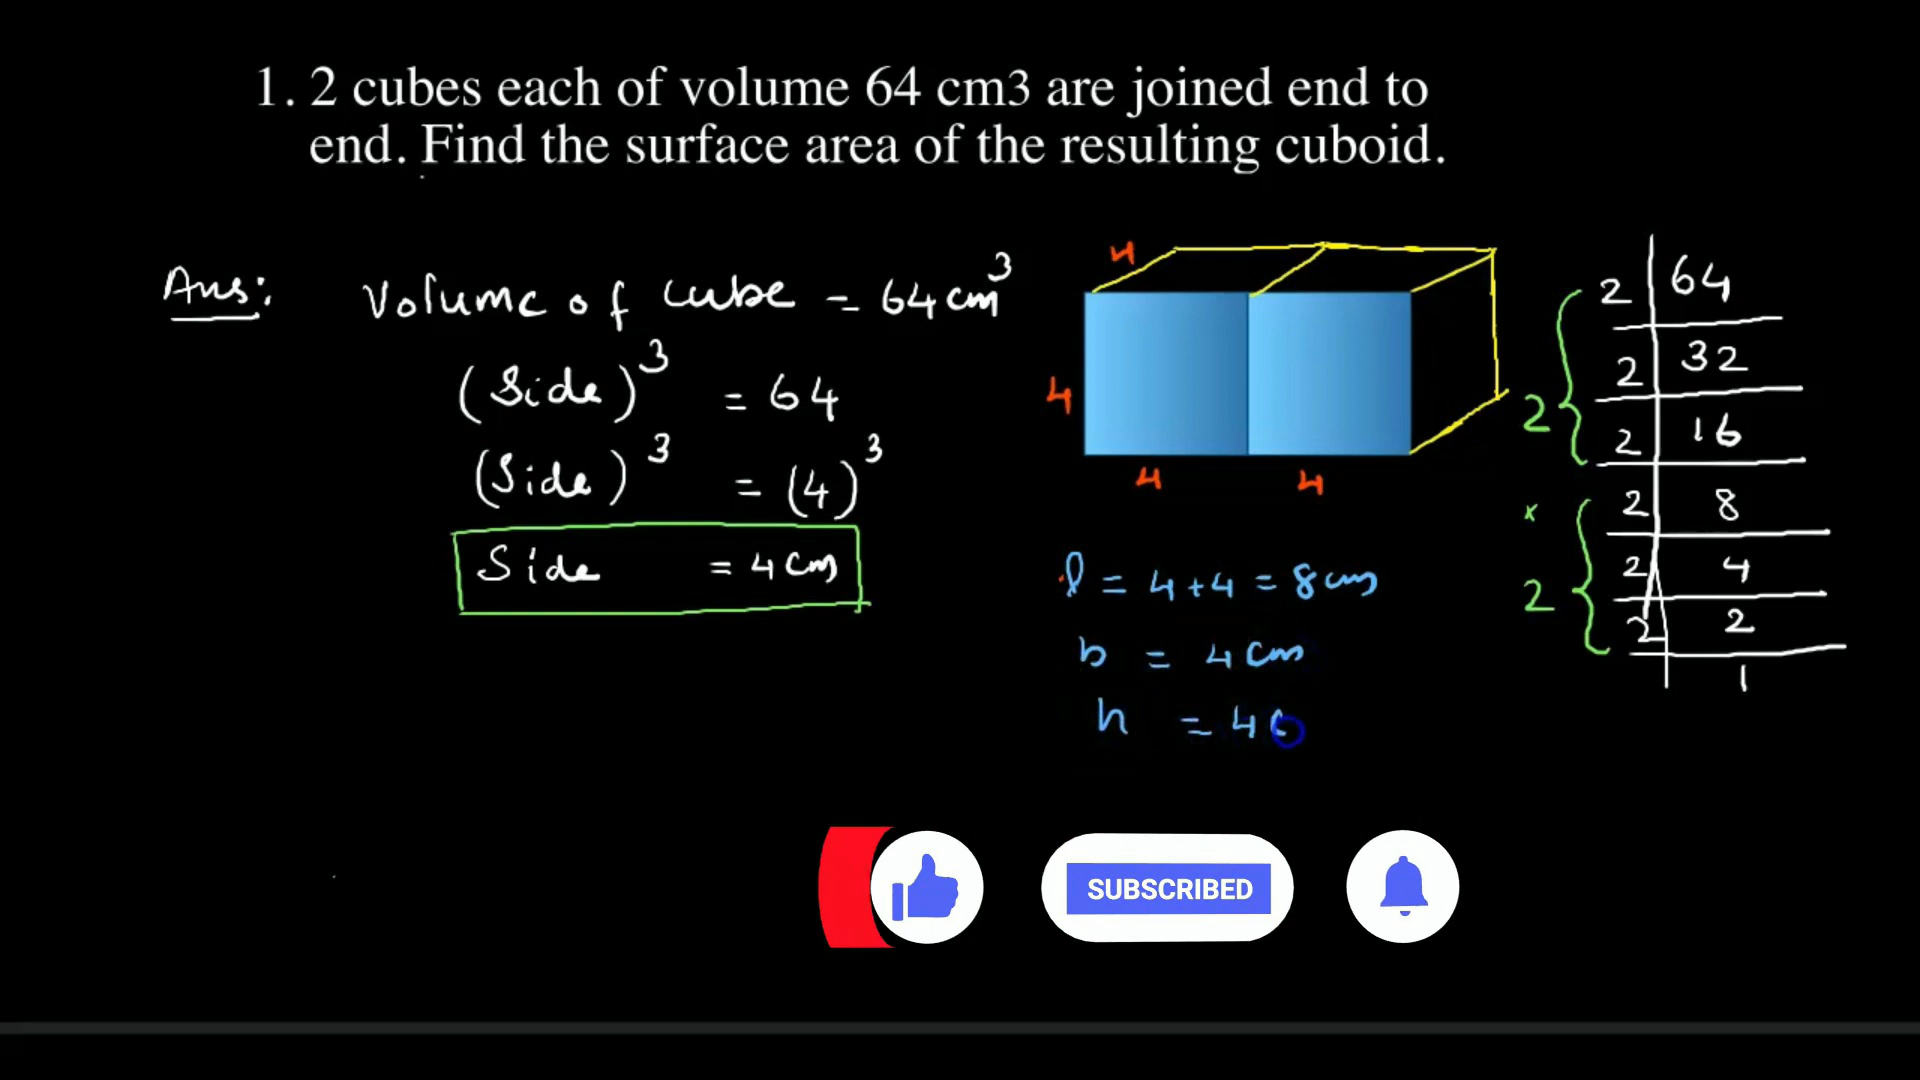 1. 2 cubes each of volume 64 cm3 are joined end to
end. Find the surface area of the resulting cuboid.
Ans: Volume of cube = 64 cm³
(Side)³ = 64
(Side)³ = (4)³
Side = 4 cm
4
4
4 4
l = 4 + 4 = 8 cm
b = 4 cm
h = 4 c
2 64
2 32
2 16
2 8
2 4
2 2
1
2
×
2
SUBSCRIBED